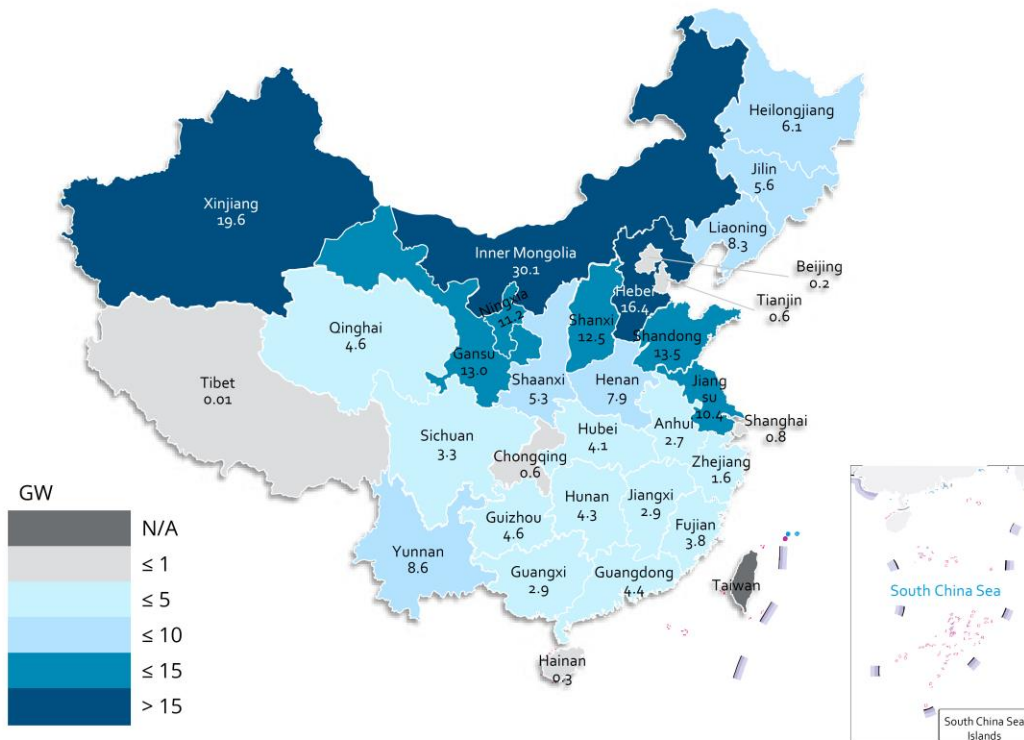 Heilongjiang
6.1
Jilin
5.6
Xinjiang
19.6
Liaoning
8.3
Inner Mongolia
30.1
Beijing
0.2
Hebei
16.4
Tianjin
0.6
Ningxia
11.2
Shanxi
12.5
Qinghai
4.6
Shandong
13.5
Gansu
13.0
Tibet
0.01
Shaanxi
5.3
Henan
7.9
Jiang
su
10.4
Shanghai
0.8
Anhui
2.7
Hubei
4.1
Sichuan
3.3
Chongqing
0.6
Zhejiang
1.6
Hunan
4.3
Jiangxi
2.9
Guizhou
4.6
Fujian
3.8
Yunnan
8.6
Guangxi
2.9
Guangdong
4.4
Taiwan
Hainan
0.3
GW
N/A
≤ 1
≤ 5
≤ 10
≤ 15
> 15
South China Sea
South China Sea
Islands